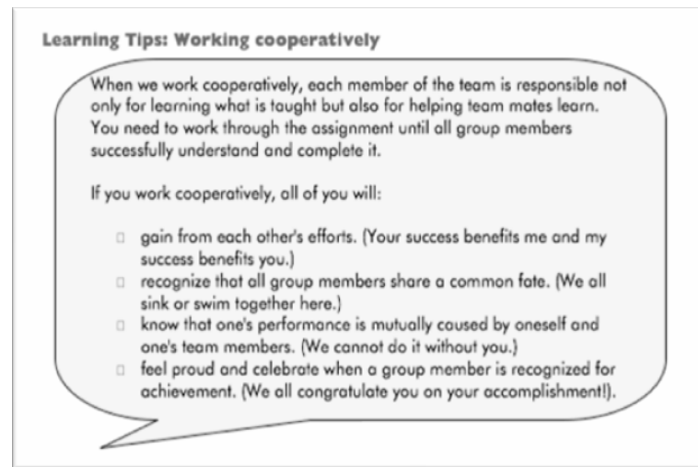 Learning Tips: Working cooperatively
When we work cooperatively, each member of the team is responsible not
only for learning what is taught but also for helping team mates learn.
You need to work through the assignment until all group members
successfully understand and complete it.
If you work cooperatively, all of you will:
gain from each other's efforts. (Your success benefits me and my
success benefits you.)
recognize that all group members share a common fate. (We all
sink or swim together here.)
know that one's performance is mutually caused by oneself and
one's team members. (We cannot do it without you.)
feel proud and celebrate when a group member is recognized for
achievement. (We all congratulate you on your accomplishment!).